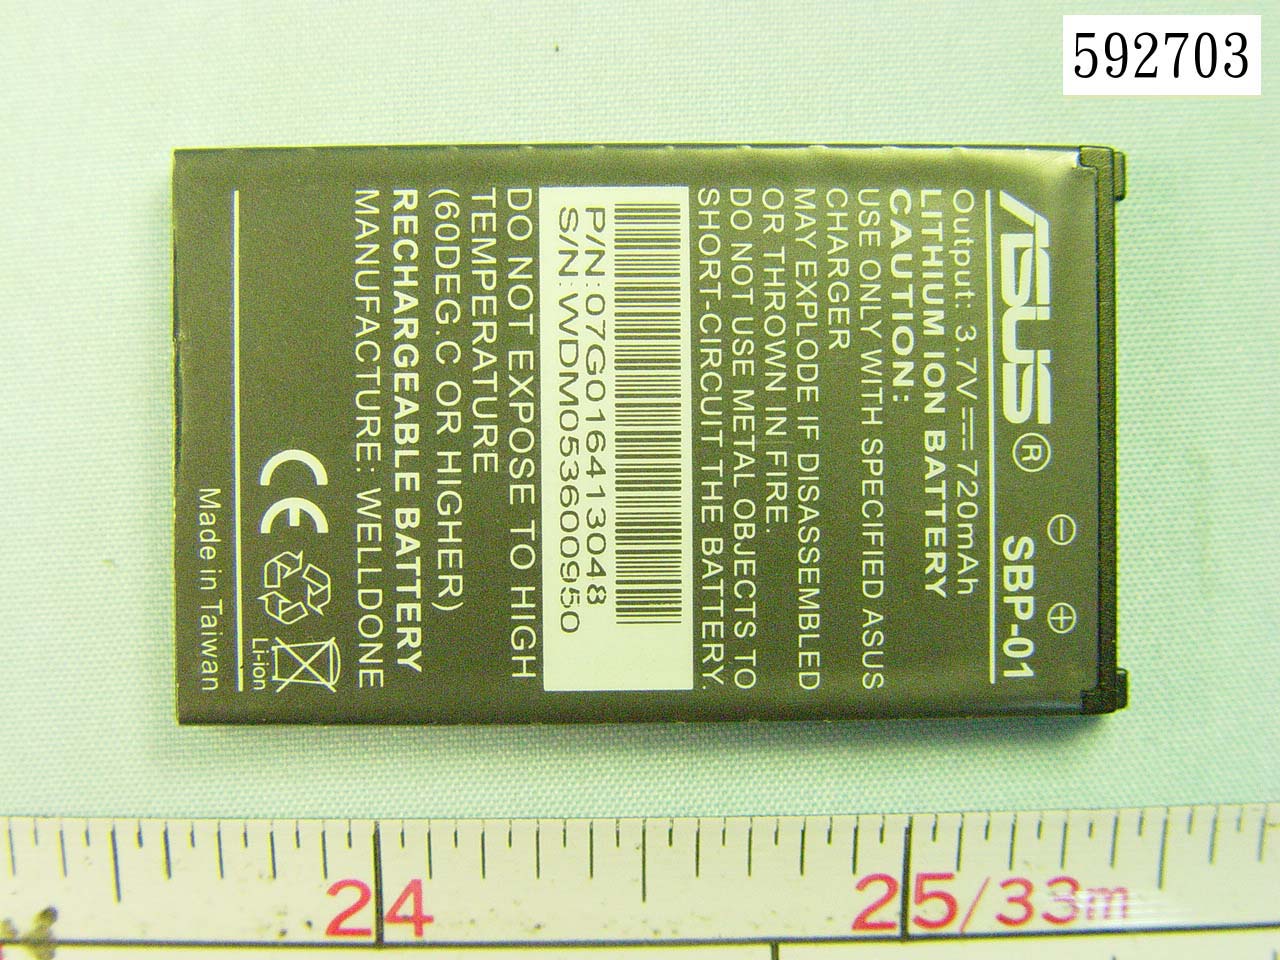 592703
ASUS® SBP-01
Output: 3.7V⎓720mAh
LITHIUM ION BATTERY
CAUTION:
USE ONLY WITH SPECIFIED ASUS
CHARGER
MAY EXPLODE IF DISASSEMBLED
OR THROWN IN FIRE.
DO NOT USE METAL OBJECTS TO
SHORT-CIRCUIT THE BATTERY.
P/N:07G016413048
S/N:WDM053600950
DO NOT EXPOSE TO HIGH
TEMPERATURE
(60DEG.C OR HIGHER)
RECHARGEABLE BATTERY
MANUFACTURE: WELLDONE
CE
Li-ion
Made in Taiwan
24 25/33m